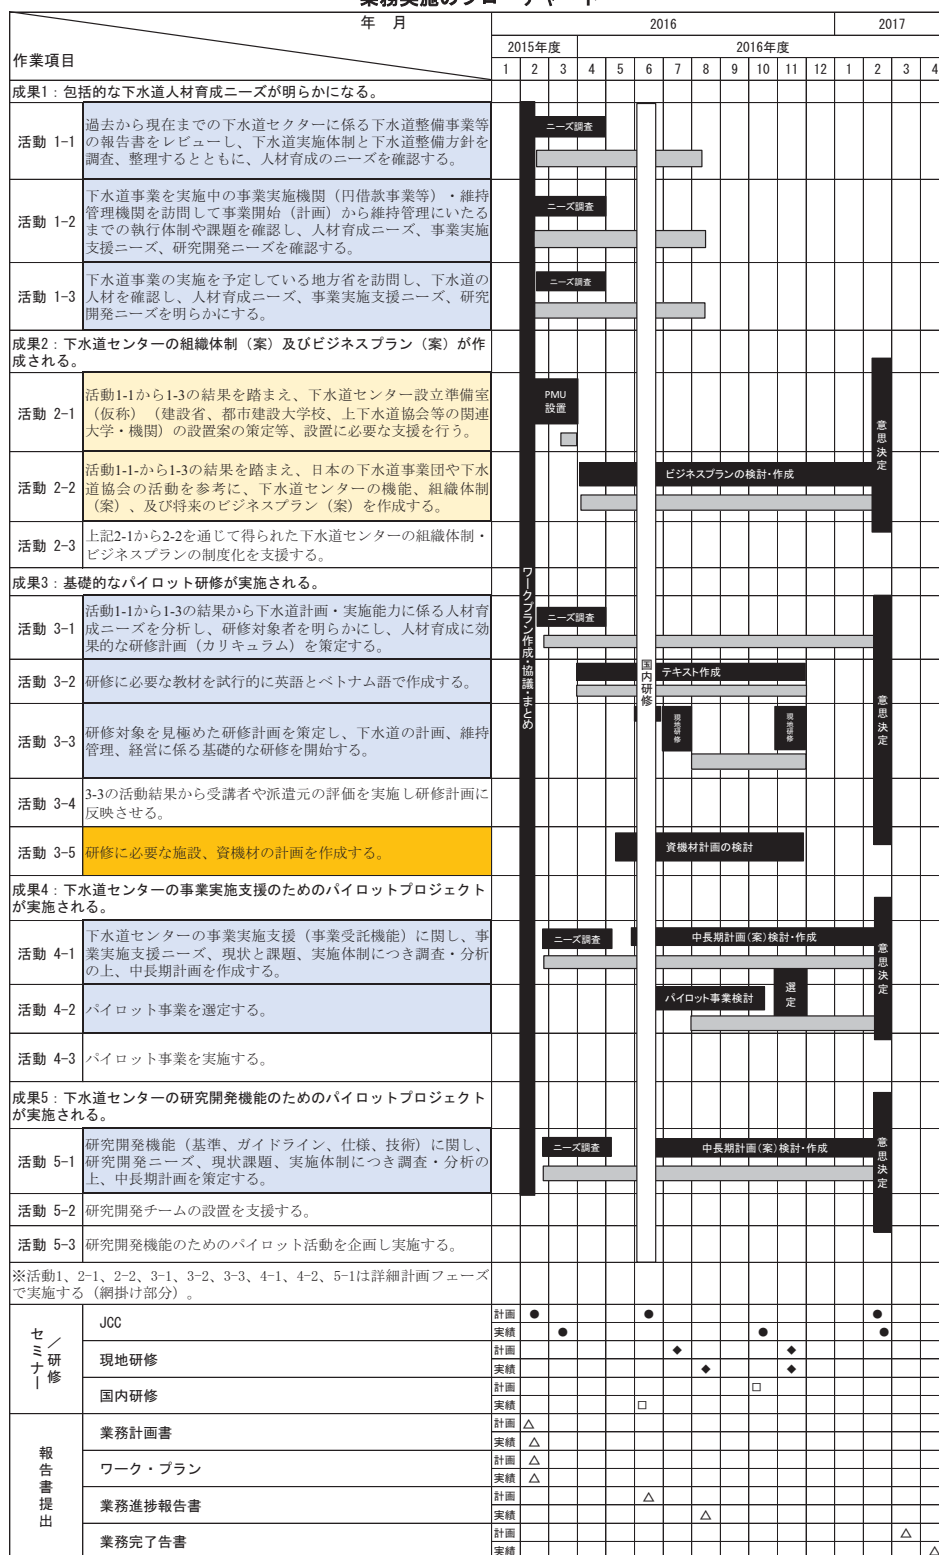 年 月
2016
2017
作業項目
2015年度
2016年度
1 2 3 4 5 6 7 8 9 10 11 12 1 2 3 4
成果1：包括的な下水道人材育成ニーズが明らかになる。
活動 1-1
過去から現在までの下水道セクターに係る下水道整備事業等
の報告書をレビューし、下水道実施体制と下水道整備方針を
調査、整理するとともに、人材育成のニーズを確認する。
ニーズ調査
活動 1-2
下水道事業を実施中の事業実施機関（円借款事業等）・維持
管理機関を訪問して事業開始（計画）から維持管理にいたる
までの執行体制や課題を確認し、人材育成ニーズ、事業実施
支援ニーズ、研究開発ニーズを確認する。
ニーズ調査
活動 1-3
下水道事業の実施を予定している地方省を訪問し、下水道の
人材を確認し、人材育成ニーズ、事業実施支援ニーズ、研究
開発ニーズを明らかにする。
ニーズ調査
成果2：下水道センターの組織体制（案）及びビジネスプラン（案）が作
成される。
活動 2-1
活動1-1から1-3の結果を踏まえ、下水道センター設立準備室
（仮称）（建設省、都市建設大学校、上下水道協会等の関連
大学・機関）の設置案の策定等、設置に必要な支援を行う。
PMU
設置
活動 2-2
活動1-1-から1-3の結果を踏まえ、日本の下水道事業団や下水
道協会の活動を参考に、下水道センターの機能、組織体制
（案）、及び将来のビジネスプラン（案）を作成する。
ビジネスプランの検討・作成
意思決定
活動 2-3
上記2-1から2-2を通じて得られた下水道センターの組織体制・
ビジネスプランの制度化を支援する。
成果3：基礎的なパイロット研修が実施される。
ワークプラン作成・協議・まとめ
国内研修
活動 3-1
活動1-1から1-3の結果から下水道計画・実施能力に係る人材育
成ニーズを分析し、研修対象者を明らかにし、人材育成に効
果的な研修計画（カリキュラム）を策定する。
ニーズ調査
活動 3-2
研修に必要な教材を試行的に英語とベトナム語で作成する。
テキスト作成
活動 3-3
研修対象を見極めた研修計画を策定し、下水道の計画、維持
管理、経営に係る基礎的な研修を開始する。
現地研修
現地研修
意思決定
活動 3-4
3-3の活動結果から受講者や派遣元の評価を実施し研修計画に
反映させる。
活動 3-5
研修に必要な施設、資機材の計画を作成する。
資機材計画の検討
成果4：下水道センターの事業実施支援のためのパイロットプロジェクト
が実施される。
活動 4-1
下水道センターの事業実施支援（事業受託機能）に関し、事
業実施支援ニーズ、現状と課題、実施体制につき調査・分析
の上、中長期計画を作成する。
ニーズ調査
中長期計画（案）検討・作成
意思決定
活動 4-2
パイロット事業を選定する。
パイロット事業検討
選定
活動 4-3
パイロット事業を実施する。
成果5：下水道センターの研究開発機能のためのパイロットプロジェクト
が実施される。
活動 5-1
研究開発機能（基準、ガイドライン、仕様、技術）に関し、
研究開発ニーズ、現状課題、実施体制につき調査・分析の
上、中長期計画を策定する。
ニーズ調査
中長期計画（案）検討・作成
意思決定
活動 5-2
研究開発チームの設置を支援する。
活動 5-3
研究開発機能のためのパイロット活動を企画し実施する。
※活動1、2-1、2-2、3-1、3-2、3-3、4-1、4-2、5-1は詳細計画フェーズ
で実施する（網掛け部分）。
セミナー／研修
JCC
計画
実績
現地研修
計画
実績
国内研修
計画
実績
報告書提出
業務計画書
計画
実績
ワーク・プラン
計画
実績
業務進捗報告書
計画
実績
業務完了告書
計画
実績